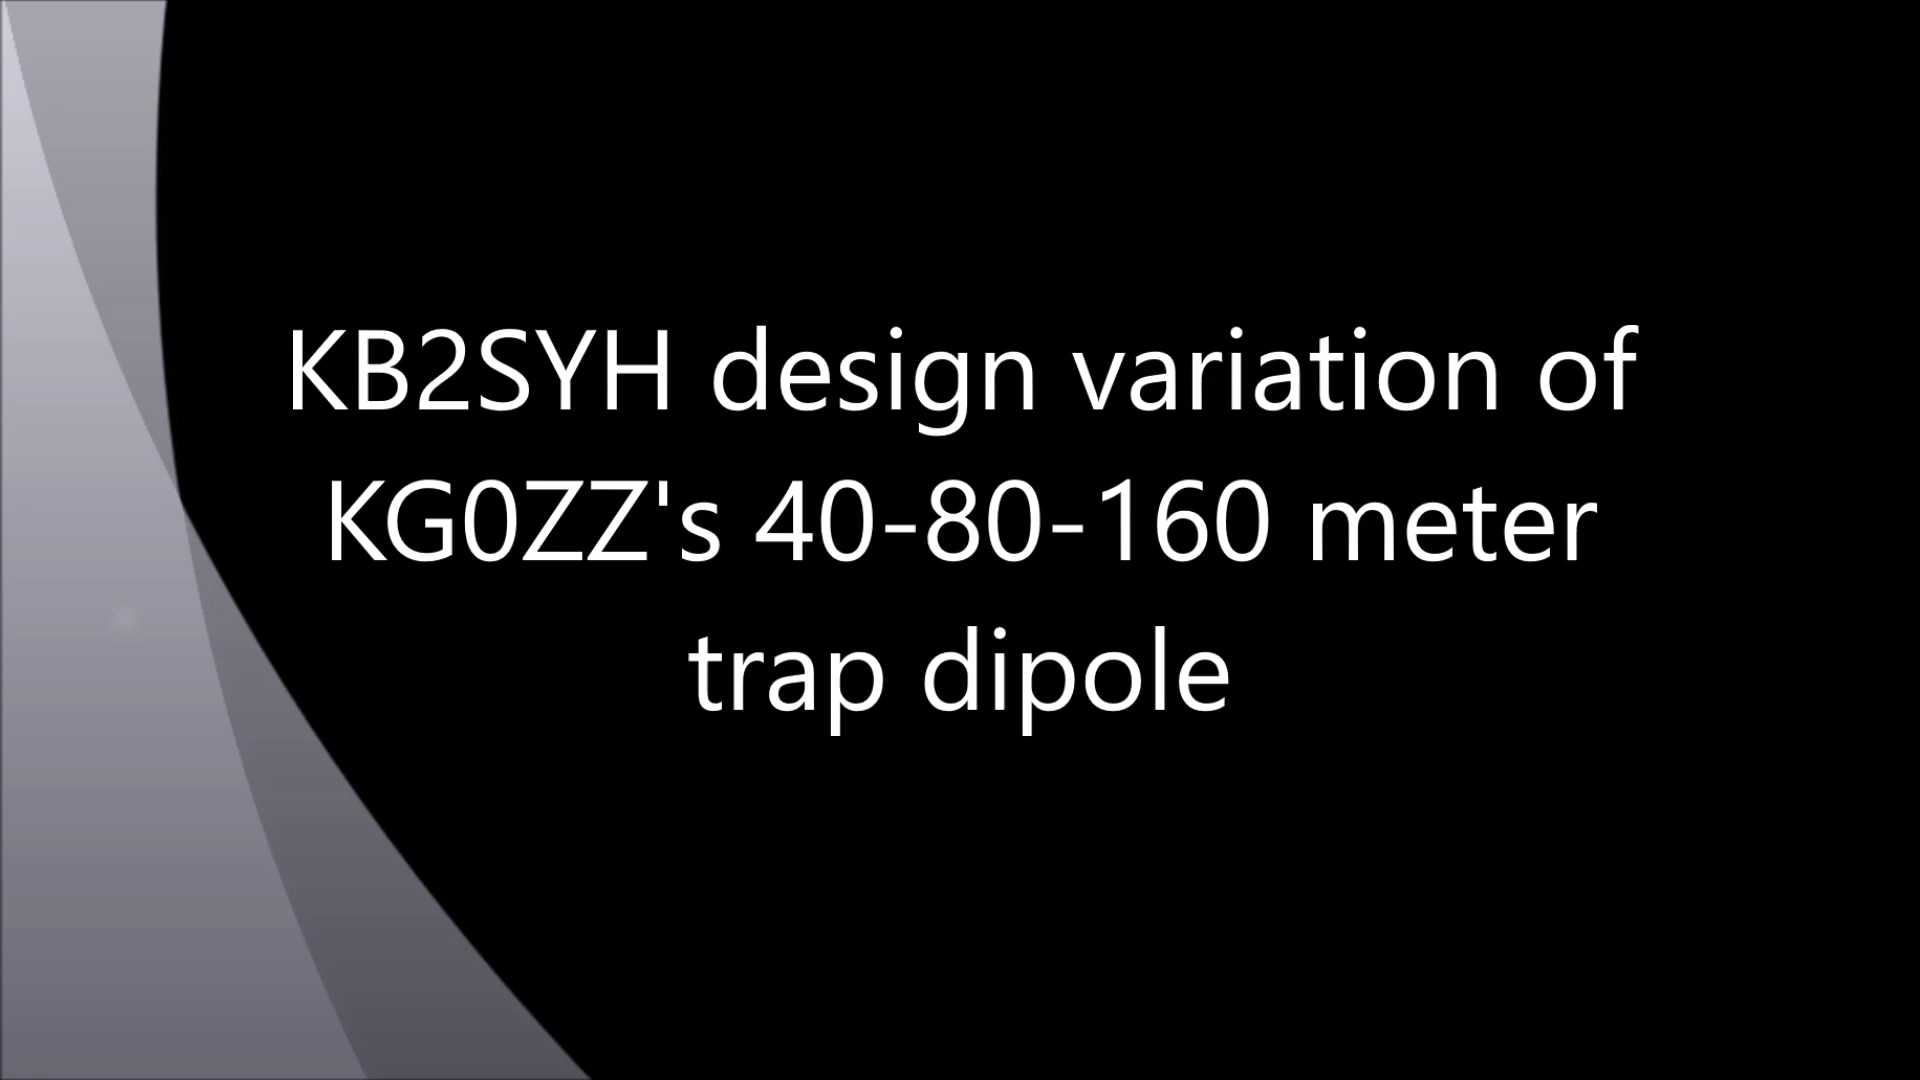 KB2SYH design variation of
KG0ZZ's 40-80-160 meter
trap dipole